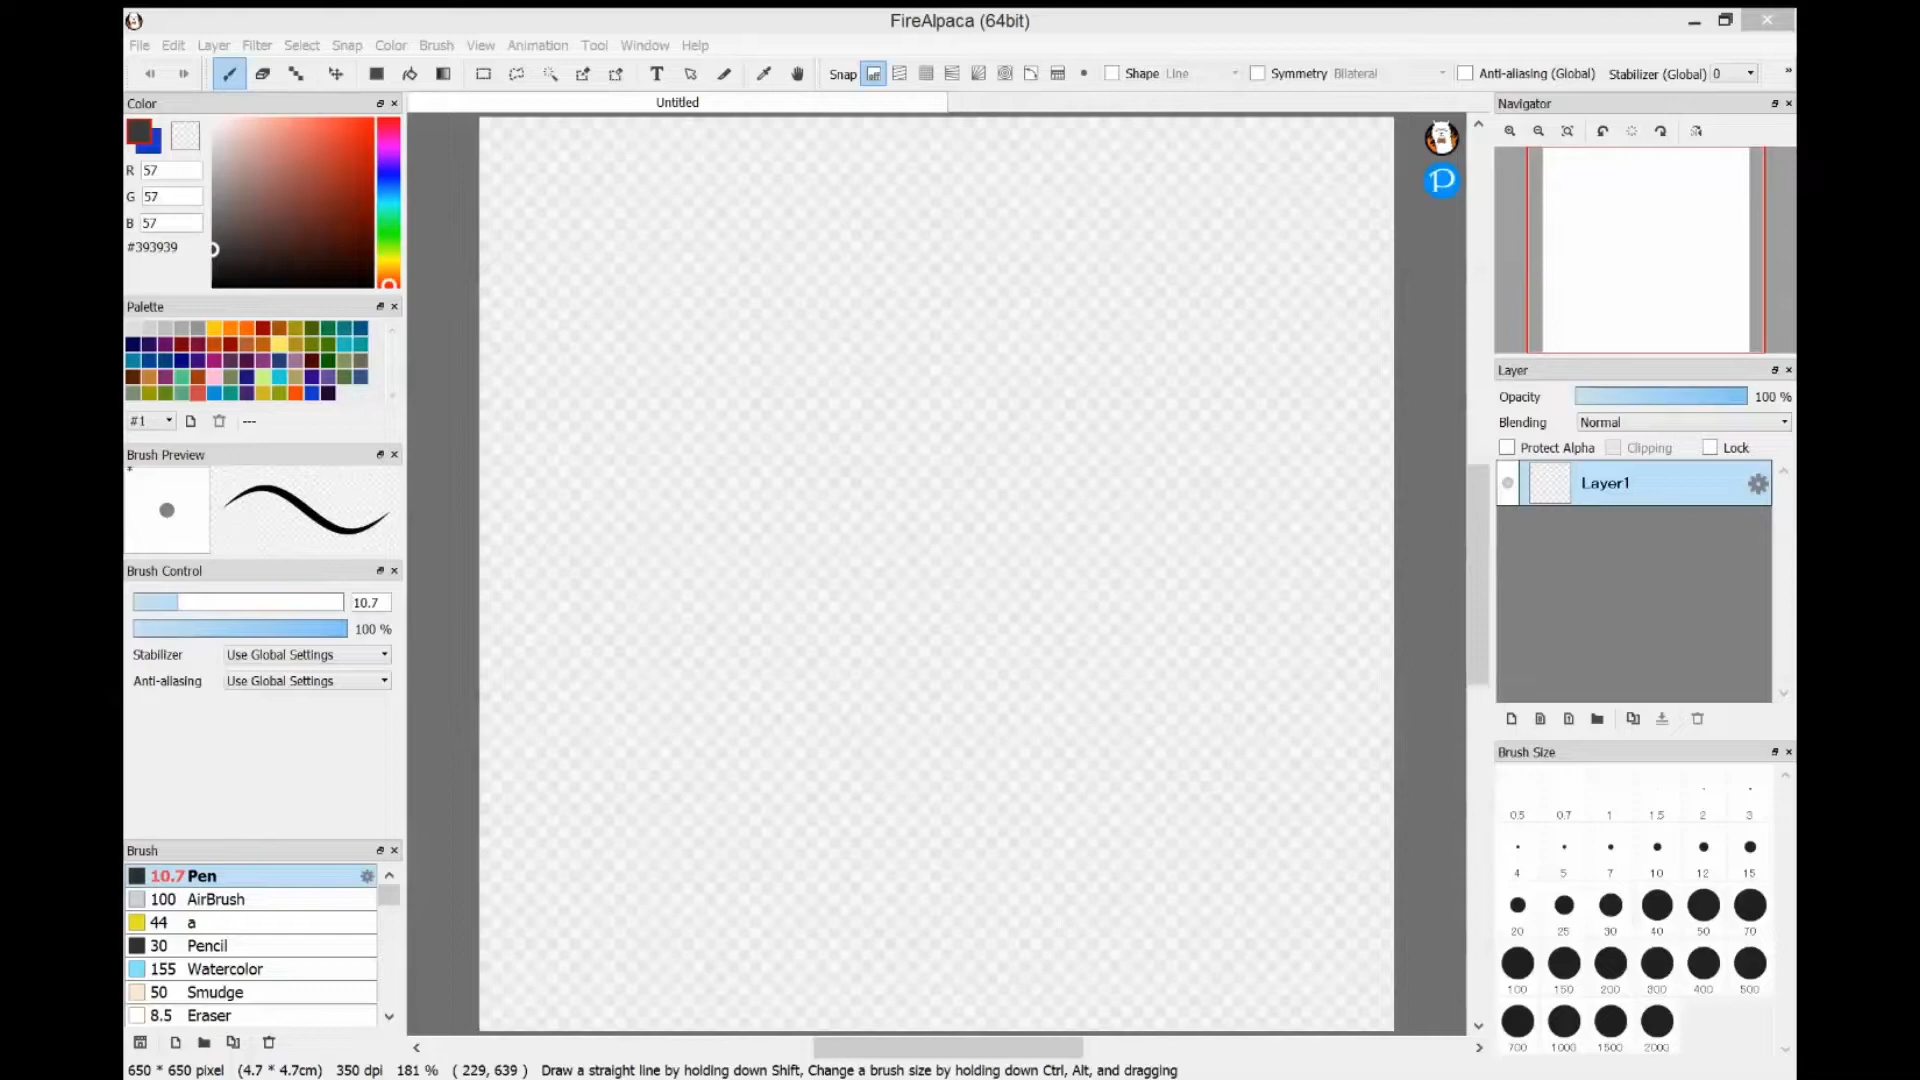 FireAlpaca (64bit)
File Edit Layer Filter Select Snap Color Brush View Animation Tool Window Help
T Snap off Shape Line Symmetry Bilateral Anti-aliasing (Global) Stabilizer (Global) 0 »
Color
Untitled
Navigator
R 57
G 57
B 57
#393939
P
Palette
#1 ---
Layer
Opacity 100 %
Blending Normal
Protect Alpha Clipping Lock
Layer1
Brush Preview
*
Brush Control
10.7
100 %
Stabilizer Use Global Settings
Anti-aliasing Use Global Settings
Brush Size
0.5 0.7 1 1.5 2 3
4 5 7 10 12 15
20 25 30 40 50 70
100 150 200 300 400 500
700 1000 1500 2000
Brush
10.7 Pen
100 AirBrush
44 a
30 Pencil
155 Watercolor
50 Smudge
8.5 Eraser
650 * 650 pixel (4.7 * 4.7cm) 350 dpi 181 % ( 229, 639 ) Draw a straight line by holding down Shift, Change a brush size by holding down Ctrl, Alt, and dragging